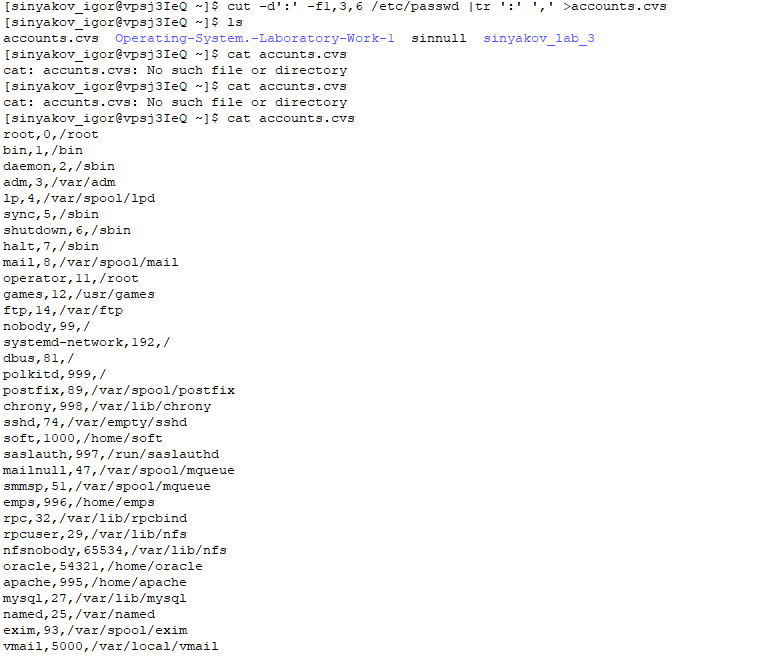 [sinyakov_igor@vpsj3IeQ ~]$ cut -d':' -f1,3,6 /etc/passwd |tr ':' ',' >accounts.cvs
[sinyakov_igor@vpsj3IeQ ~]$ ls
accounts.cvs  Operating-System.-Laboratory-Work-1  sinnull  sinyakov_lab_3
[sinyakov_igor@vpsj3IeQ ~]$ cat accunts.cvs
cat: accunts.cvs: No such file or directory
[sinyakov_igor@vpsj3IeQ ~]$ cat accunts.cvs
cat: accunts.cvs: No such file or directory
[sinyakov_igor@vpsj3IeQ ~]$ cat accounts.cvs
root,0,/root
bin,1,/bin
daemon,2,/sbin
adm,3,/var/adm
lp,4,/var/spool/lpd
sync,5,/sbin
shutdown,6,/sbin
halt,7,/sbin
mail,8,/var/spool/mail
operator,11,/root
games,12,/usr/games
ftp,14,/var/ftp
nobody,99,/
systemd-network,192,/
dbus,81,/
polkitd,999,/
postfix,89,/var/spool/postfix
chrony,998,/var/lib/chrony
sshd,74,/var/empty/sshd
soft,1000,/home/soft
saslauth,997,/run/saslauthd
mailnull,47,/var/spool/mqueue
smmsp,51,/var/spool/mqueue
emps,996,/home/emps
rpc,32,/var/lib/rpcbind
rpcuser,29,/var/lib/nfs
nfsnobody,65534,/var/lib/nfs
oracle,54321,/home/oracle
apache,995,/home/apache
mysql,27,/var/lib/mysql
named,25,/var/named
exim,93,/var/spool/exim
vmail,5000,/var/local/vmail